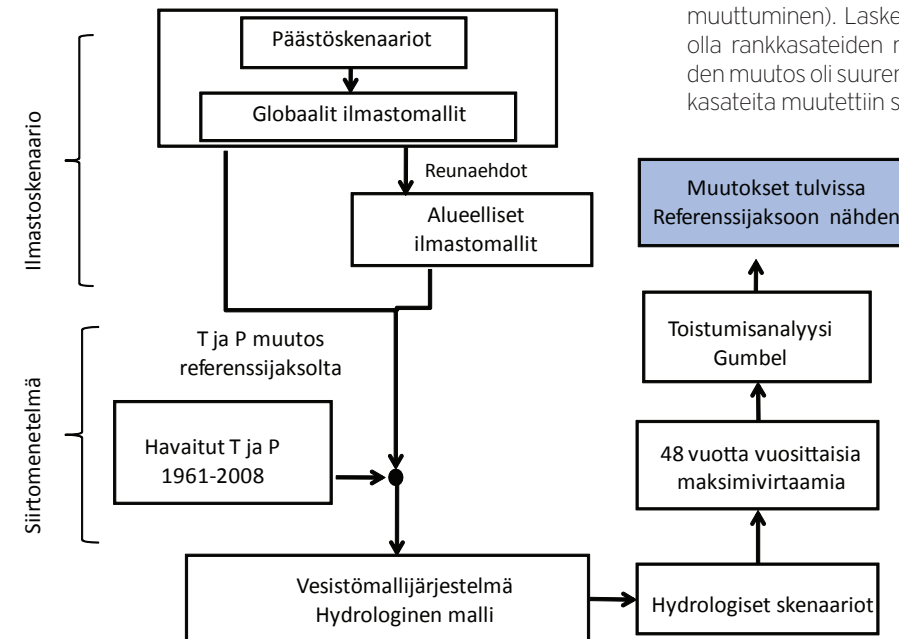 muuttuminen). Laske
olla rankkasateiden r
den muutos oli suurer
kasateita muutettiin s
Ilmastoskenaario
Päästöskenaariot
Globaalit ilmastomallit
Reunaehdot
Alueelliset
ilmastomallit
Siirtomenetelmä
T ja P muutos
referenssijaksolta
Havaitut T ja P
1961-2008
Vesistömallijärjestelmä
Hydrologinen malli
Hydrologiset skenaariot
48 vuotta vuosittaisia
maksimivirtaamia
Toistumisanalyysi
Gumbel
Muutokset tulvissa
Referenssijaksoon nähden